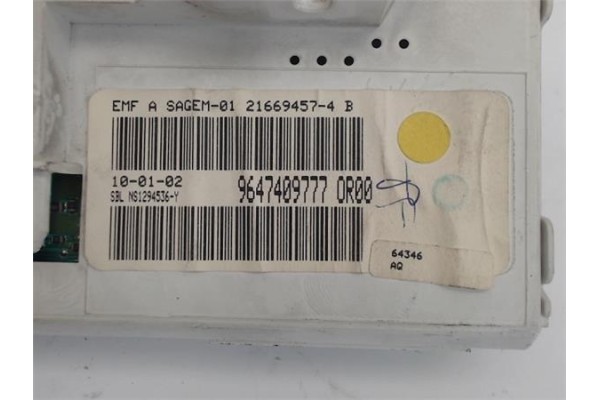 EMF A SAGEM-01 21669457-4 B
10-01-02
9647409777 0R00
SBL NS1294536-Y
64346
AQ